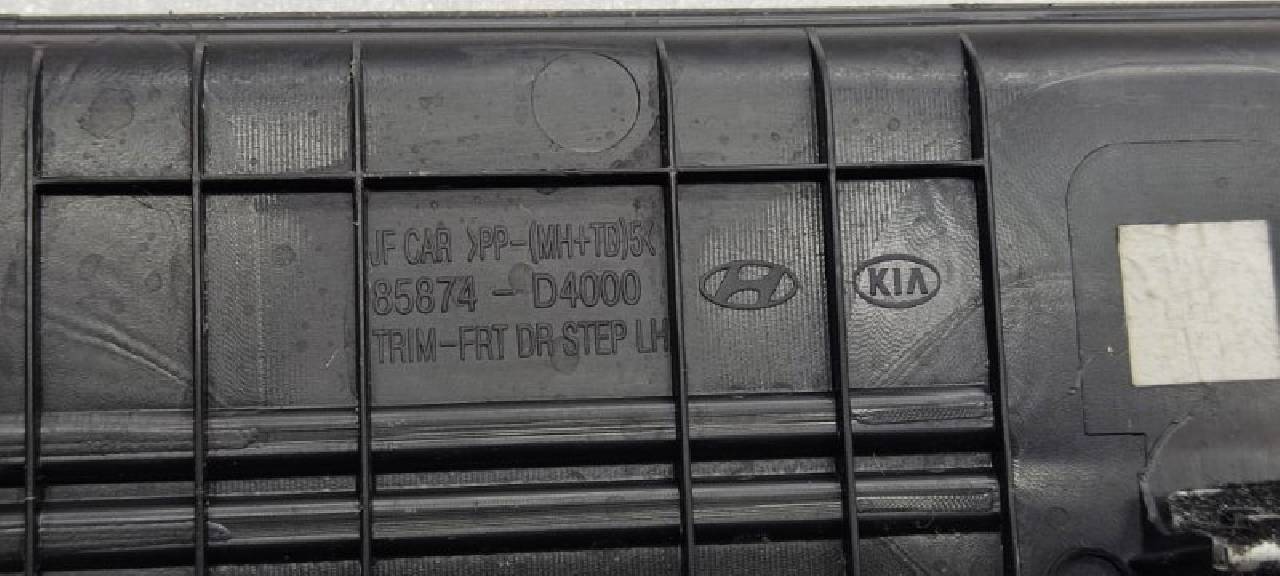 JF CAR >PP-(MH+TD)5<
85874 - D4000
TRIM-FRT DR STEP LH
KIA